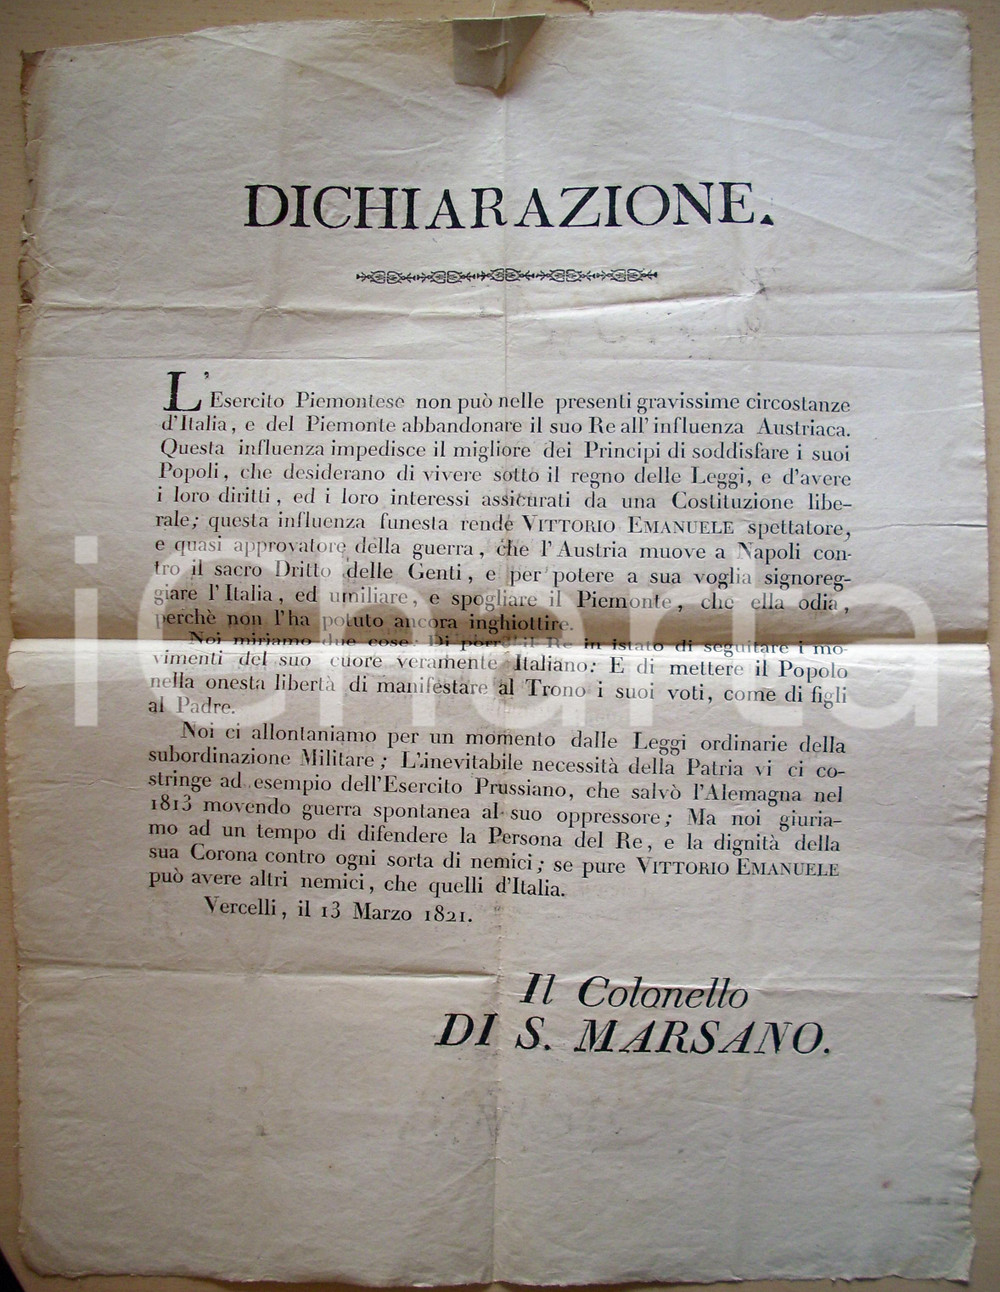 DICHIARAZIONE.
L'Esercito Piemontese non può nelle presenti gravissime circostanze
d'Italia, e del Piemonte abbandonare il suo Re all'influenza Austriaca.
Questa influenza impedisce il migliore dei Principi di soddisfare i suoi
Popoli, che desiderano di vivere sotto il regno delle Leggi, e d'avere
i loro diritti, ed i loro interessi assicurati da una Costituzione libe-
rale; questa influenza funesta rende VITTORIO EMANUELE spettatore,
e quasi approvatore della guerra, che l'Austria muove a Napoli con-
tro il sacro Dritto delle Genti, e per potere a sua voglia signoreg-
giare l'Italia, ed umiliare, e spogliare il Piemonte, che ella odia,
perchè non l'ha potuto ancora inghiottire.
Noi miriamo due cose: Di porre il Re in istato di seguitare i mo-
vimenti del suo cuore veramente Italiano: E di mettere il Popolo
nella onesta libertà di manifestare al Trono i suoi voti, come di figli
al Padre.
Noi ci allontaniamo per un momento dalle Leggi ordinarie della
subordinazione Militare; L'inevitabile necessità della Patria vi ci co-
stringe ad esempio dell'Esercito Prussiano, che salvò l'Alemagna nel
1813 movendo guerra spontanea al suo oppressore; Ma noi giuria-
mo ad un tempo di difendere la Persona del Re, e la dignità della
sua Corona contro ogni sorta di nemici; se pure VITTORIO EMANUELE
può avere altri nemici, che quelli d'Italia.
Vercelli, il 13 Marzo 1821.
Il Colonello
DI S. MARSANO.
iCharta